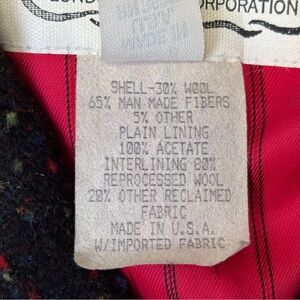 CORPORATION
SHELL-30% WOOL
65% MAN MADE FIBERS
5% OTHER
PLAIN LINING
100% ACETATE
INTERLINING 80%
REPROCESSED WOOL
20% OTHER RECLAIMED
FABRIC
MADE IN U.S.A.
W/IMPORTED FABRIC